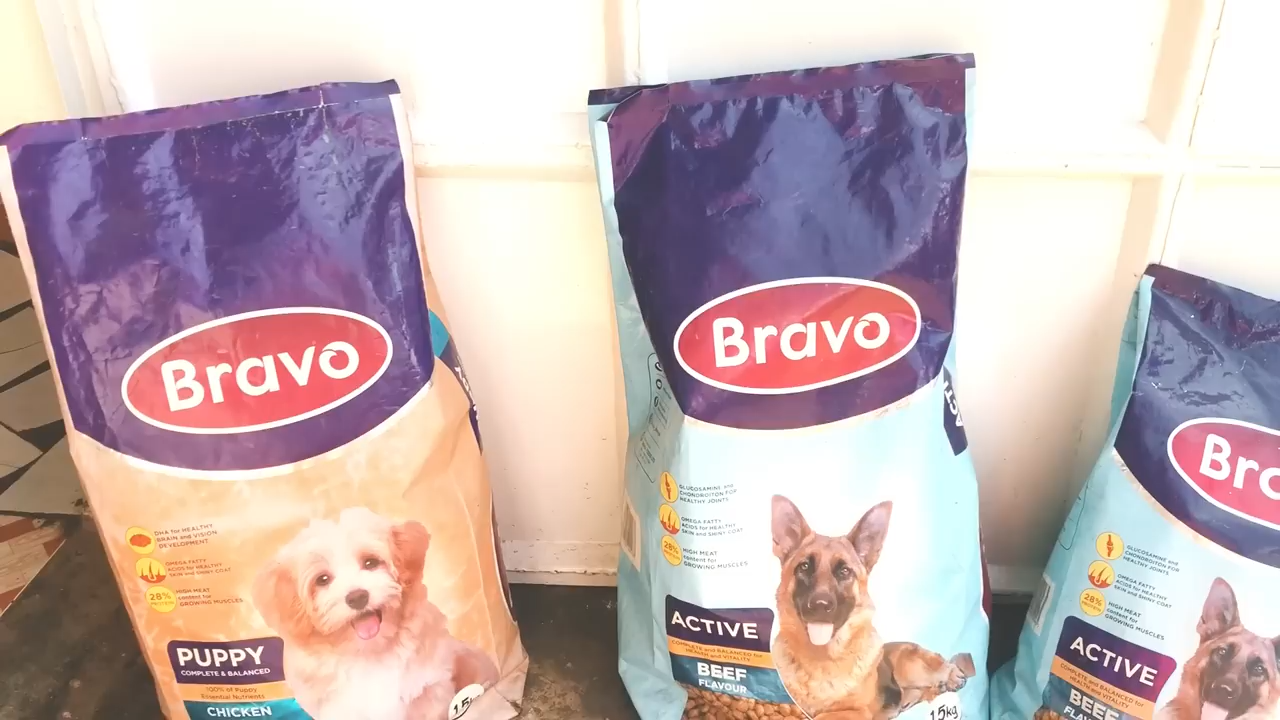 Bravo
DHA for HEALTHY
BRAIN and VISION
DEVELOPMENT
OMEGA FATTY
ACIDS for HEALTHY
SKIN and SHINY COAT
28%
PROTEIN
HIGH MEAT
content for
GROWING MUSCLES
PUPPY
COMPLETE & BALANCED
100% of Puppy
Essential Nutrients
CHICKEN
15kg
Bravo
GLUCOSAMINE and
CHONDROITON FOR
HEALTHY JOINTS
OMEGA FATTY
ACIDS for HEALTHY
SKIN and SHINY COAT
28%
PROTEIN
HIGH MEAT
content for
GROWING MUSCLES
ACTIVE
COMPLETE and BALANCED for
HEALTH and VITALITY
BEEF
FLAVOUR
15kg
ACTI
Bra
GLUCOSAMINE and
CHONDROITON FOR
HEALTHY JOINTS
OMEGA FATTY
ACIDS for HEALTHY
SKIN and SHINY COAT
28%
PROTEIN
HIGH MEAT
content for
GROWING MUSCLES
ACTIVE
COMPLETE and BALANCED for
HEALTH and VITALITY
BEEF